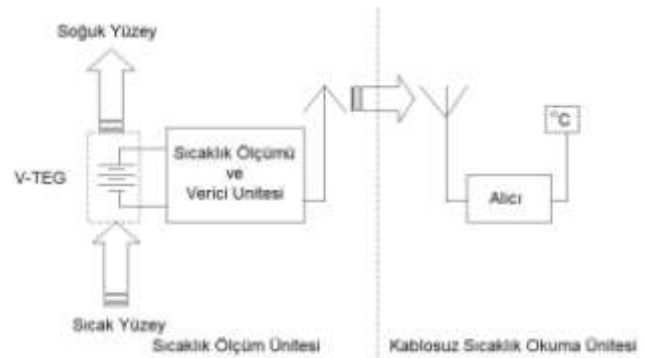 Soğuk Yüzey
V-TEG
Sıcaklık Ölçümü
ve
Verici Unitesi
Sıcak Yüzey
Sıcaklık Ölçüm Ünitesi
°C
Alıcı
Kablosuz Sıcaklık Okuma Ünitesi